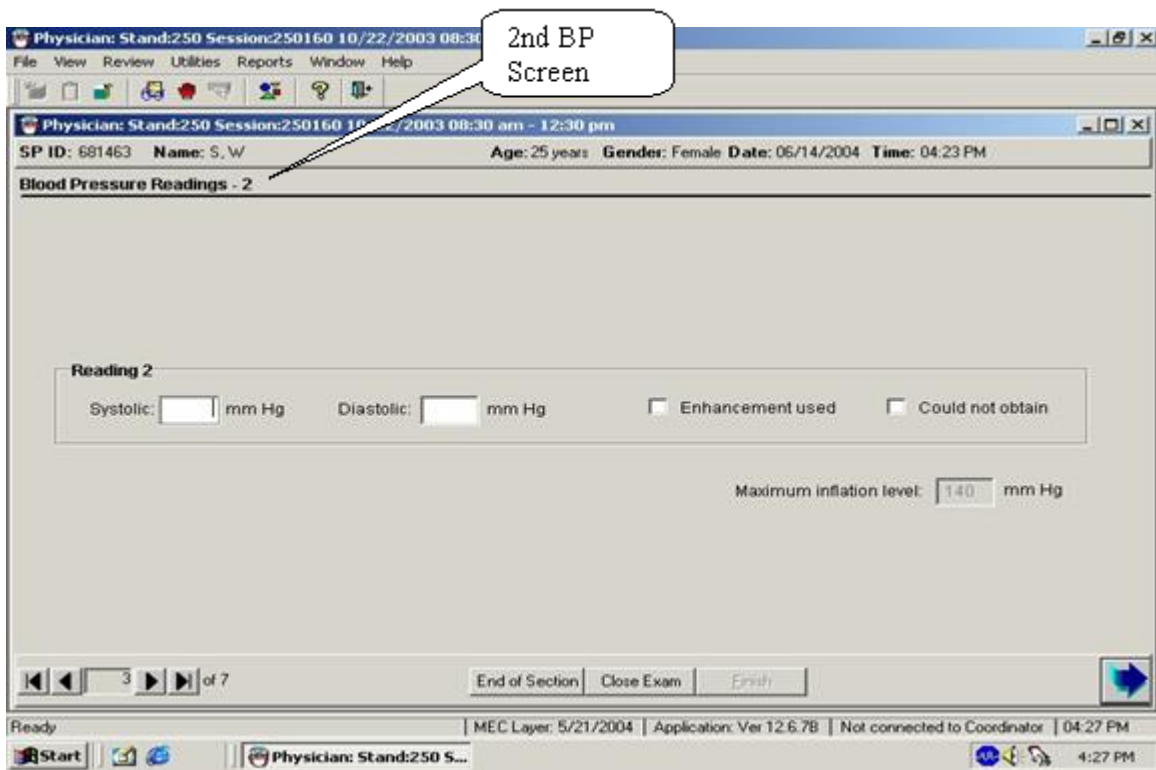 2nd BP
Screen
Physician: Stand:250 Session:250160 10/22/2003 08:30
File View Review Utilities Reports Window Help
Physician: Stand:250 Session:250160 10/22/2003 08:30 am - 12:30 pm
SP ID: 681463 Name: S, W Age: 25 years Gender: Female Date: 06/14/2004 Time: 04:23 PM
Blood Pressure Readings - 2
Reading 2
Systolic: mm Hg Diastolic: mm Hg Enhancement used Could not obtain
Maximum inflation level: 140 mm Hg
3 of 7 End of Section Close Exam Finish
Ready MEC Layer: 5/21/2004 Application: Ver 12.6.78 Not connected to Coordinator 04:27 PM
Start Physician: Stand:250 S... 4:27 PM